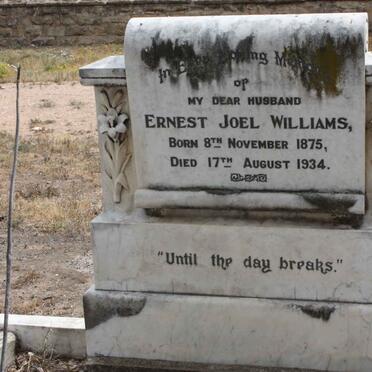 In Ever Loving Memory
OF
MY DEAR HUSBAND
ERNEST JOEL WILLIAMS,
BORN 8TH NOVEMBER 1875,
DIED 17TH AUGUST 1934.
"Until the day breaks."